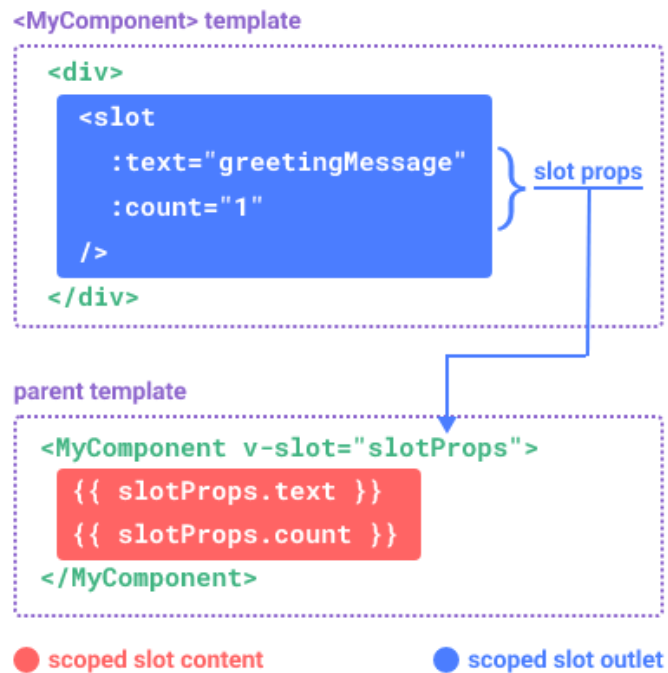 <MyComponent> template
<div>
<slot
:text="greetingMessage"
:count="1"
/>
slot props
</div>
parent template
<MyComponent v-slot="slotProps">
{{ slotProps.text }}
{{ slotProps.count }}
</MyComponent>
scoped slot content
scoped slot outlet